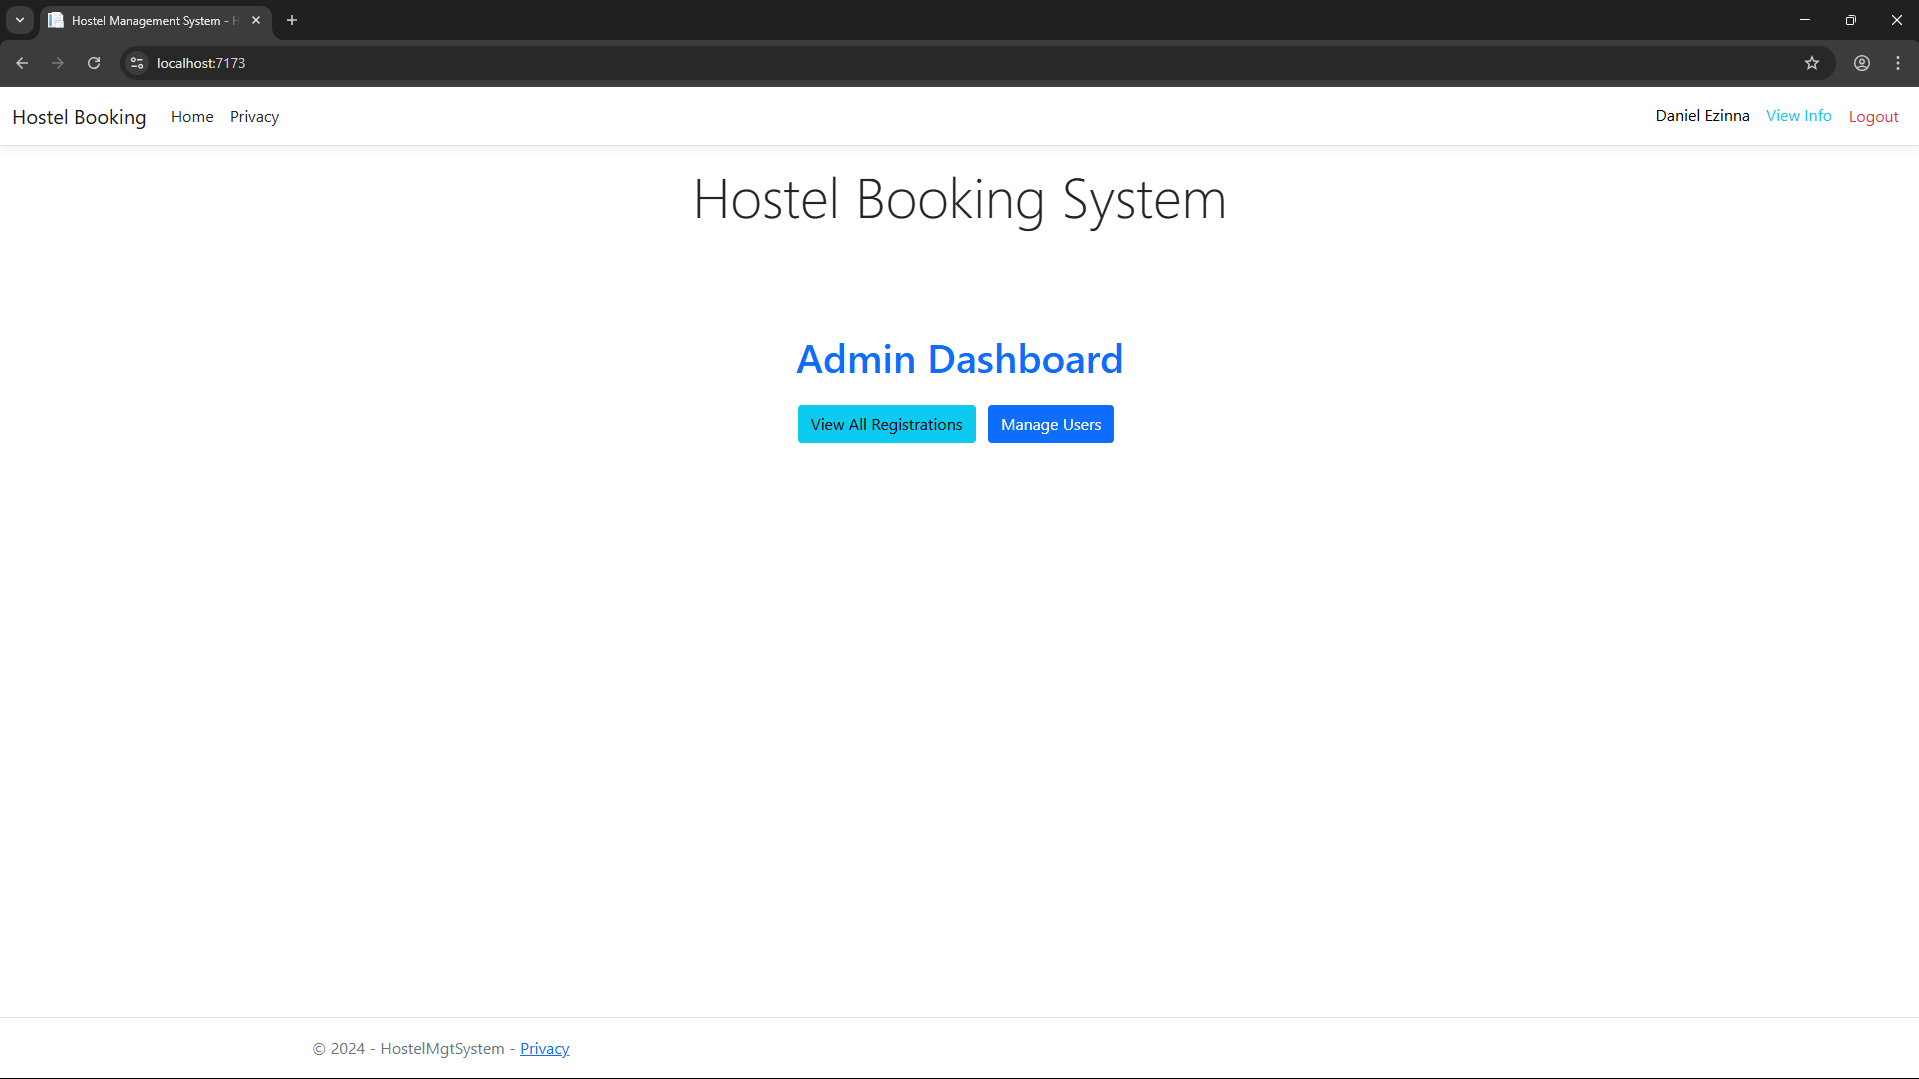 Hostel Management System - H
localhost:7173
Hostel Booking Home Privacy Daniel Ezinna View Info Logout
Hostel Booking System
Admin Dashboard
View All Registrations Manage Users
© 2024 - HostelMgtSystem - Privacy